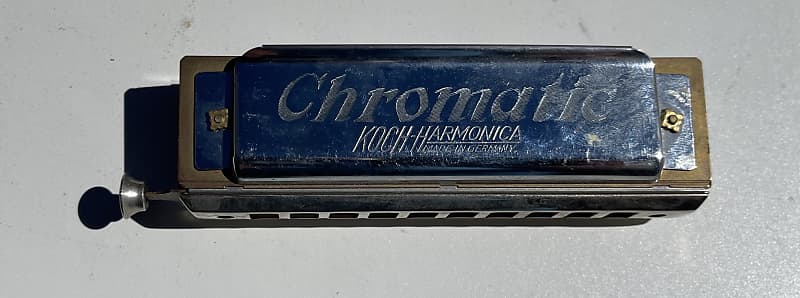 Chromatic
KOCH-HARMONICA
MADE IN GERMANY